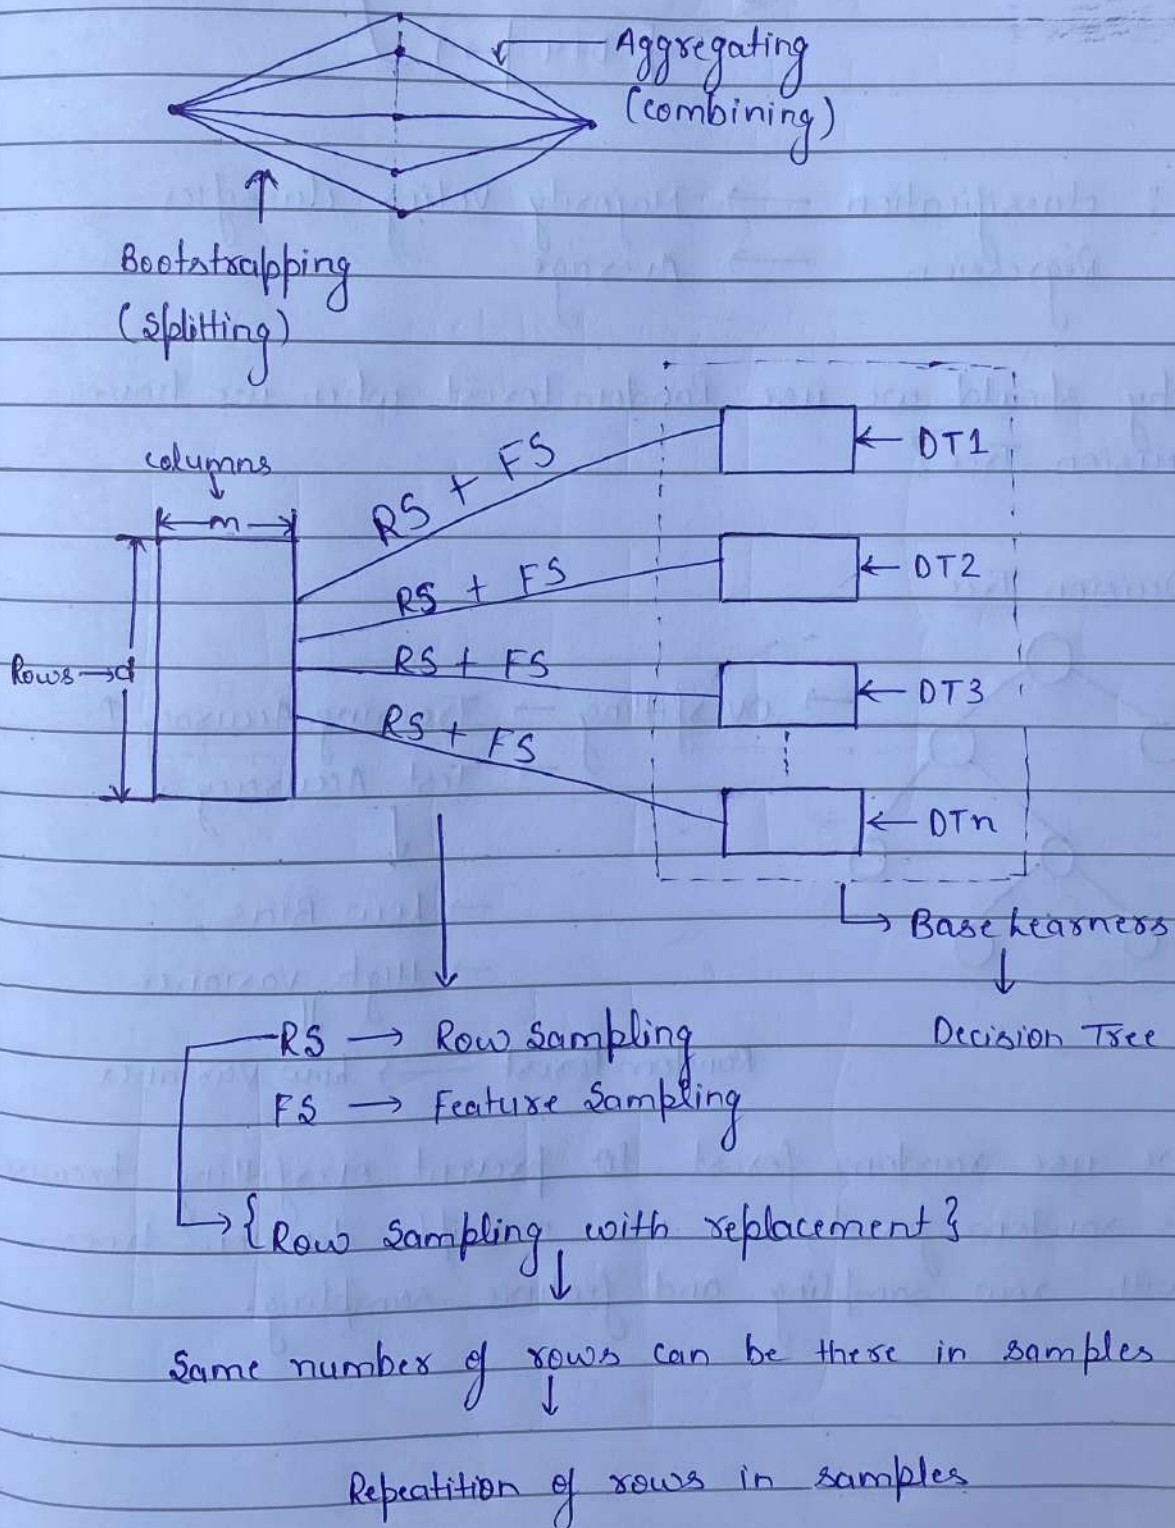 Aggregating
(combining)
Bootstrapping
(splitting)
columns
m
Rows → d
RS + FS
← DT1
RS + FS
← DT2
RS + FS
← DT3
RS + FS
← DTn
Base Learners
Decision Tree
RS → Row Sampling
FS → Feature Sampling
{Row Sampling with replacement}
Same number of rows can be there in samples
Repeatition of rows in samples